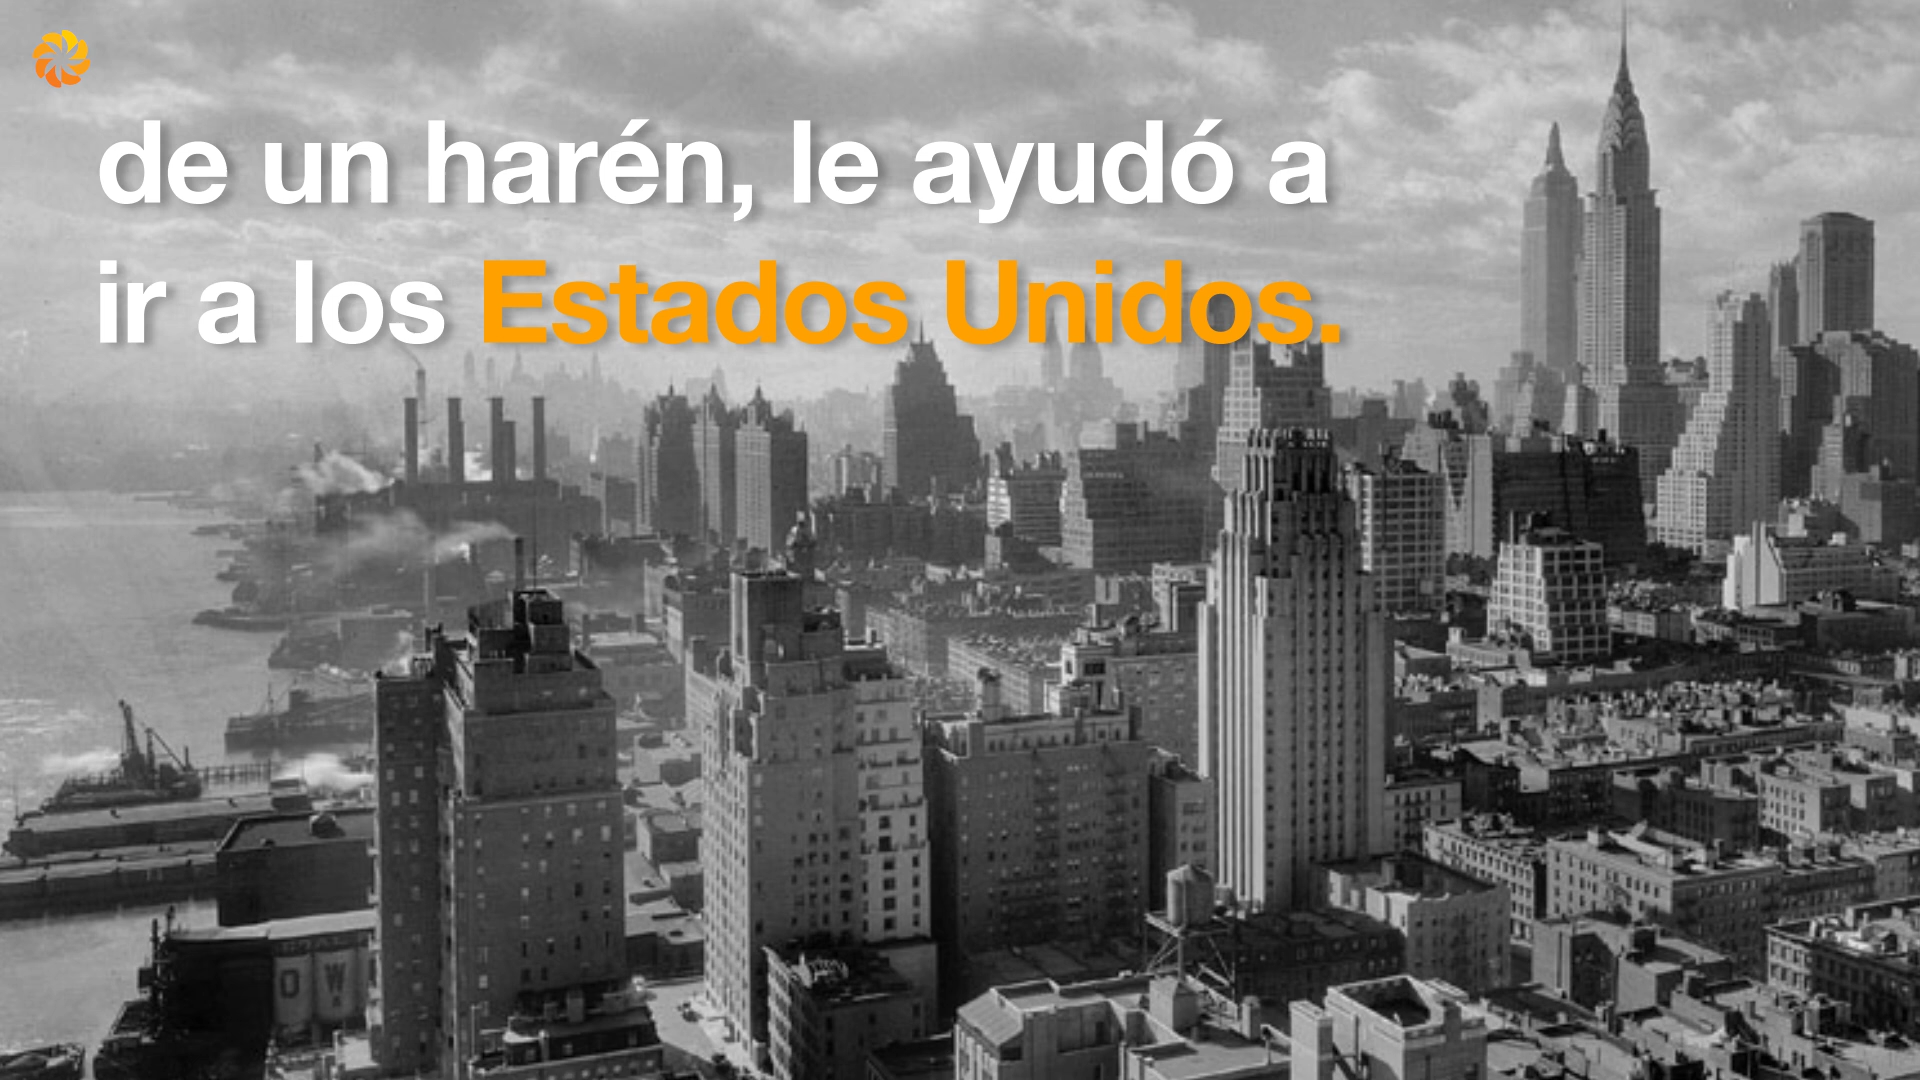 de un harén, le ayudó a
ir a los Estados Unidos.